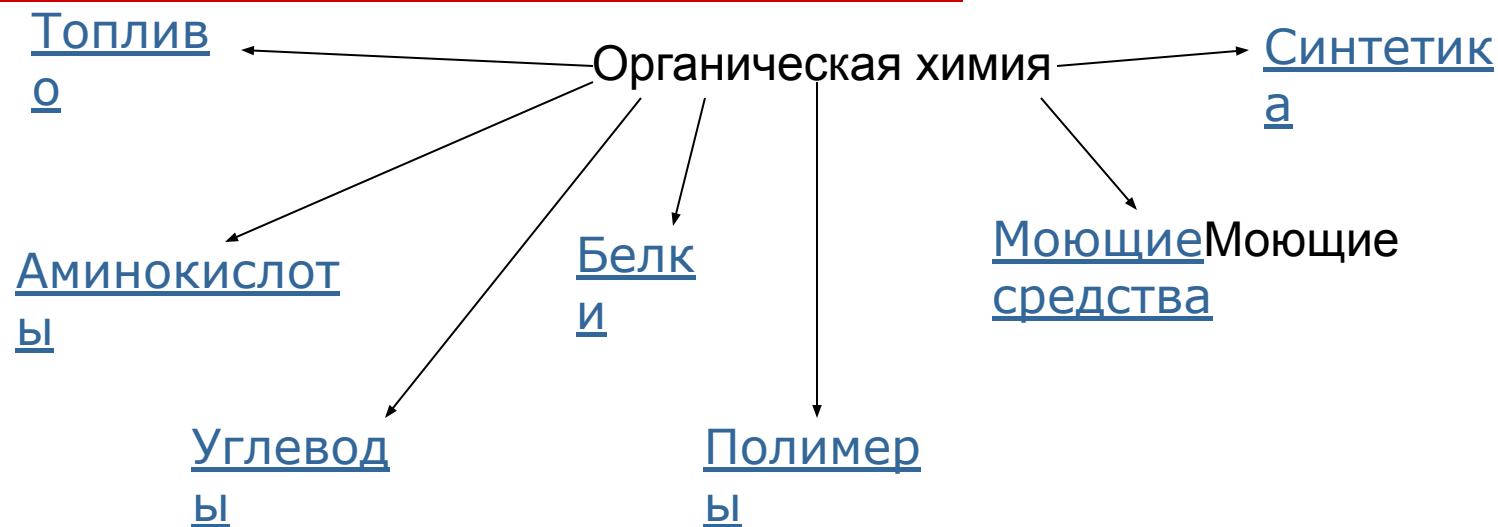 Топлив
о
Органическая химия
Синтетик
а
Аминокислот
ы
Белк
и
МоющиеМоющие
средства
Углевод
ы
Полимер
ы